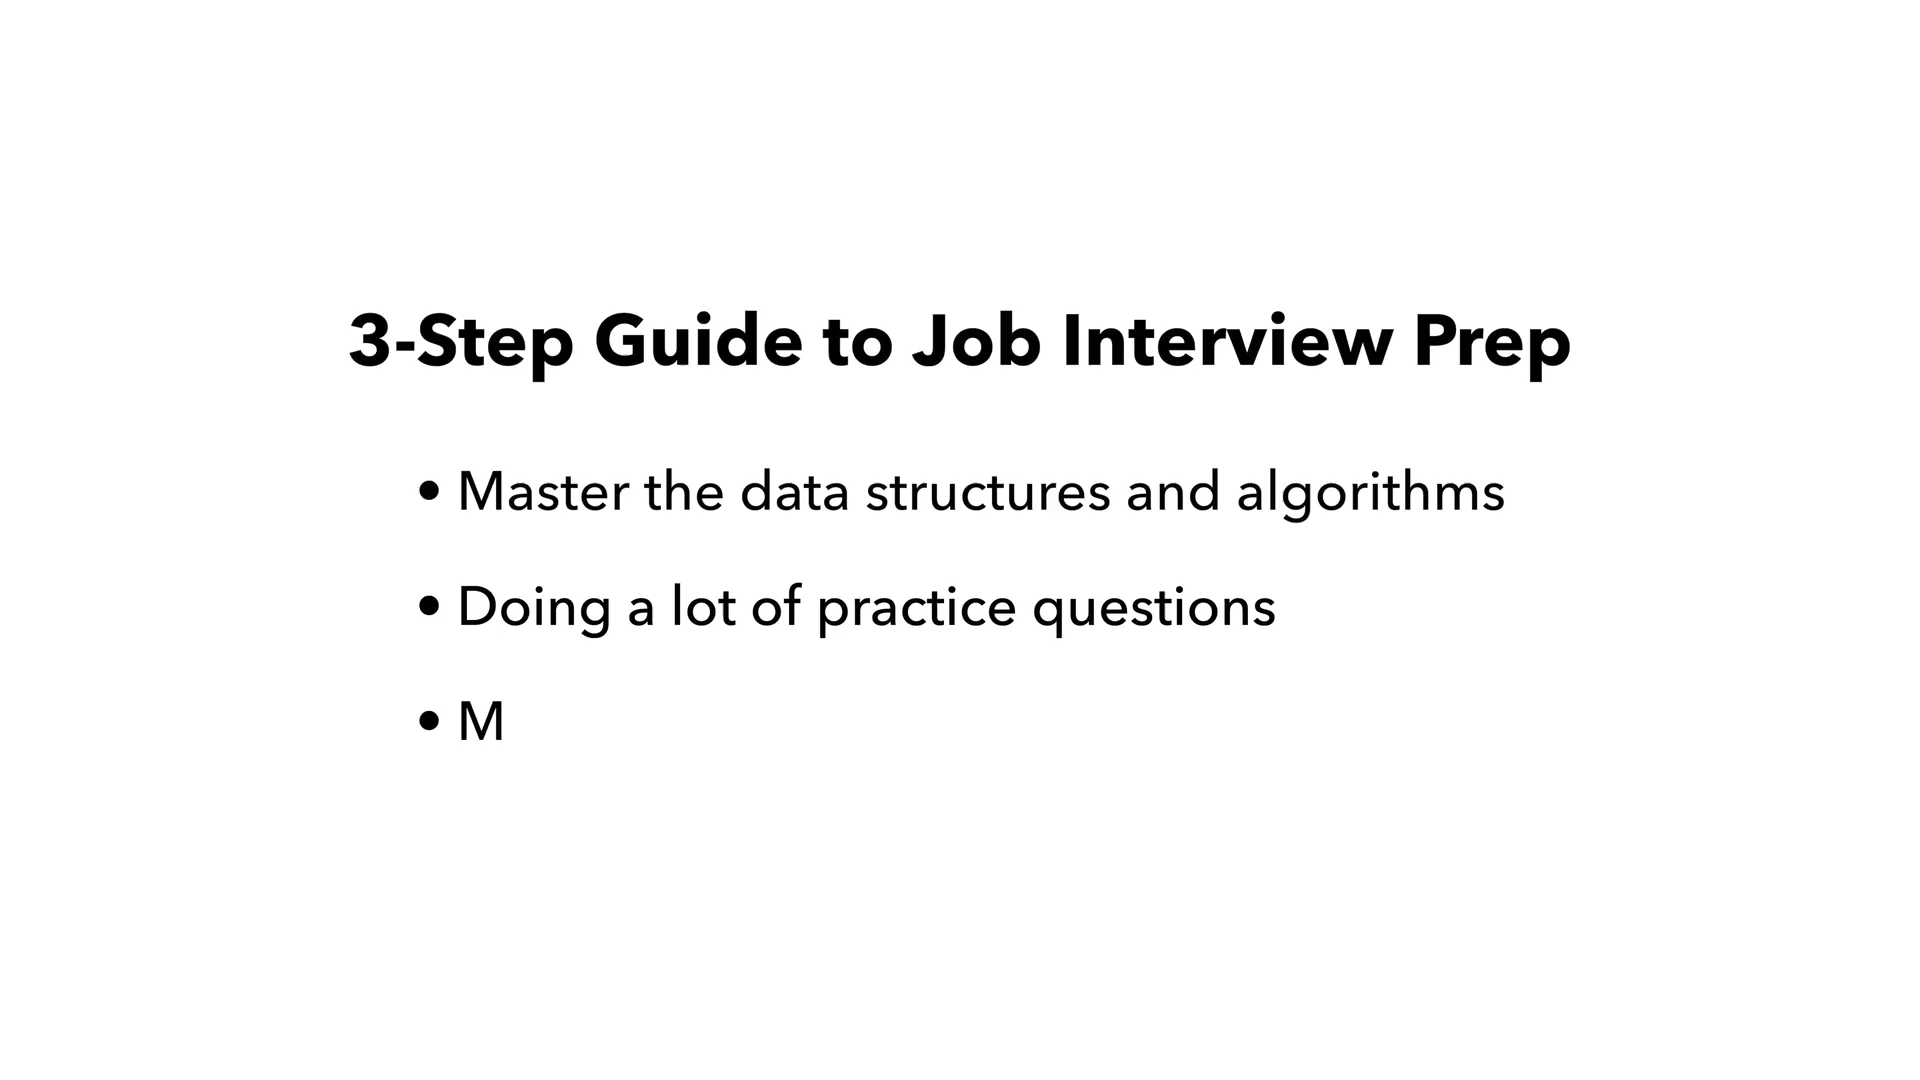 3-Step Guide to Job Interview Prep
• Master the data structures and algorithms
• Doing a lot of practice questions
• M